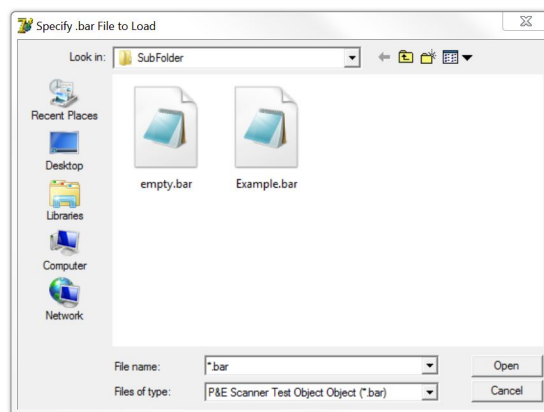 Specify .bar File to Load
Look in: SubFolder
Recent Places
Desktop
Libraries
Computer
Network
empty.bar Example.bar
File name: *.bar Open
Files of type: P&E Scanner Test Object Object (*.bar) Cancel